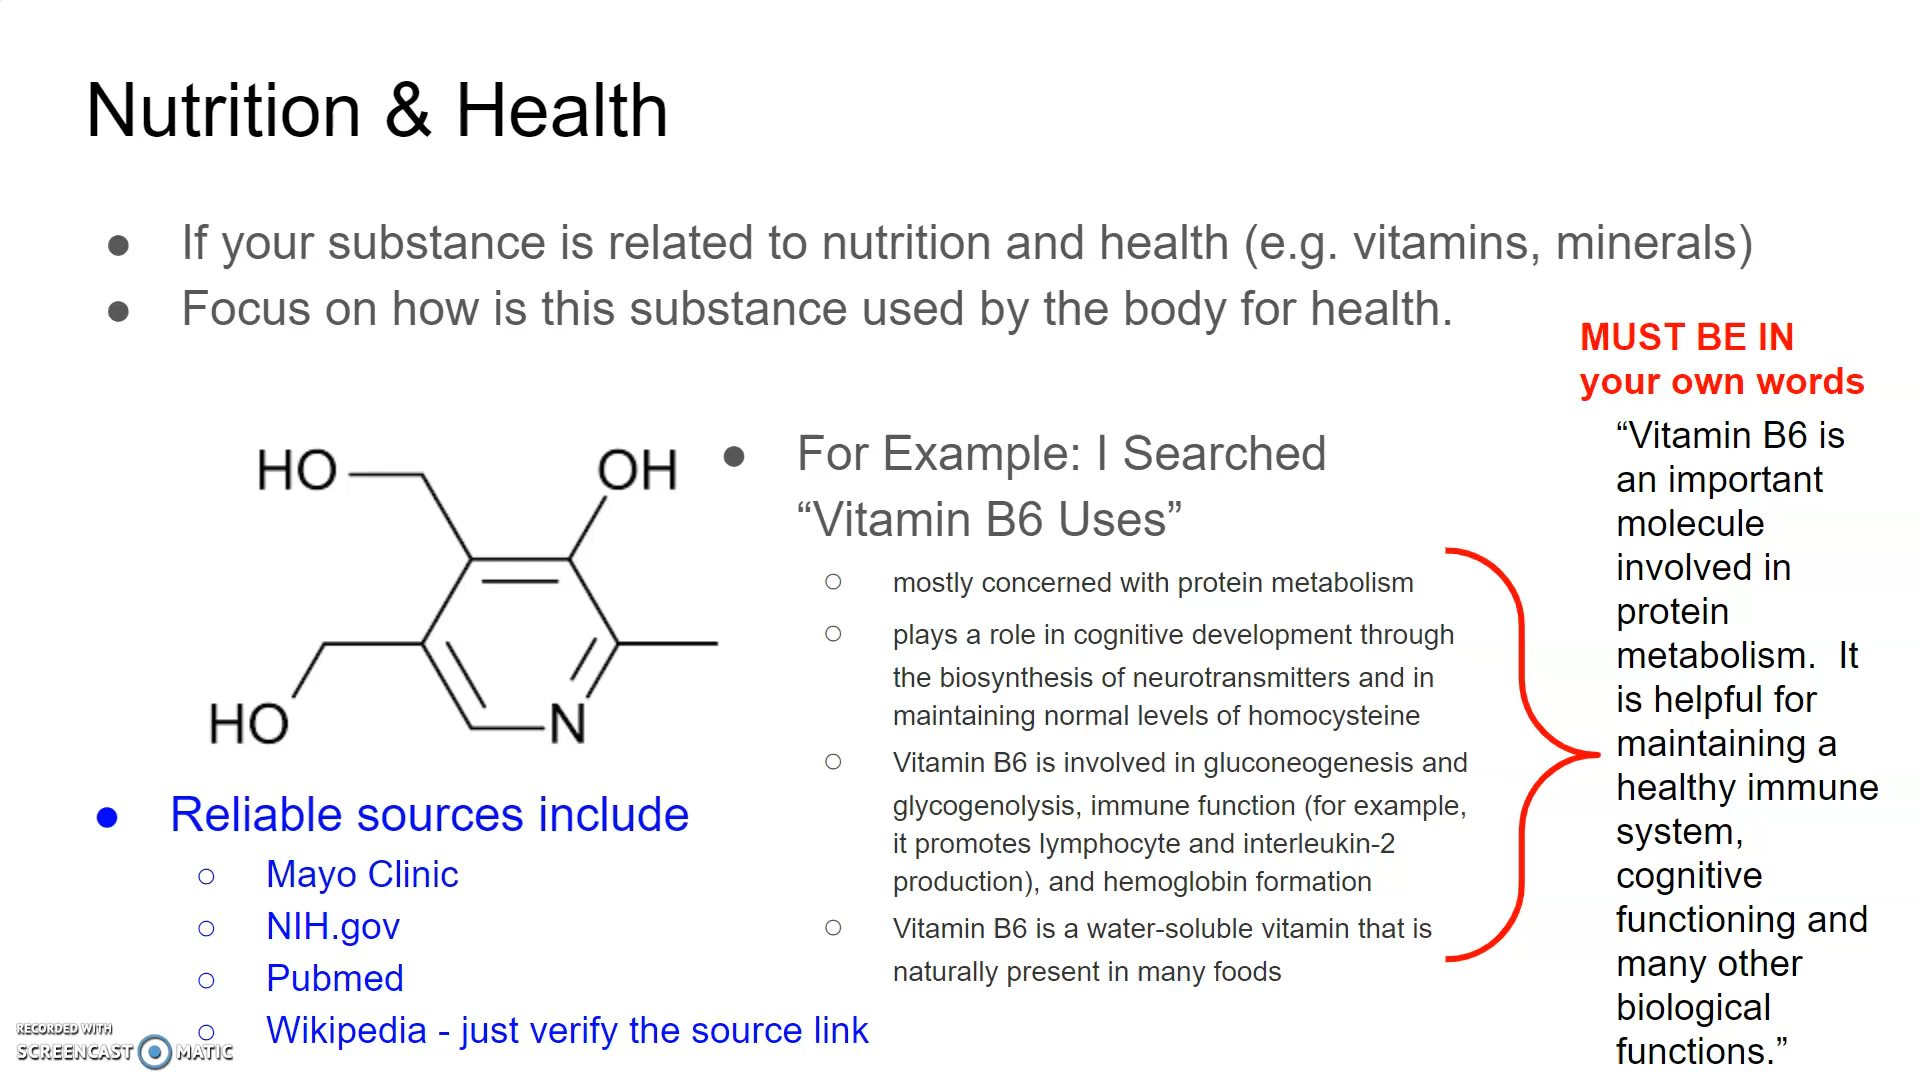 Nutrition & Health
● If your substance is related to nutrition and health (e.g. vitamins, minerals)
● Focus on how is this substance used by the body for health.
HO
OH
HO
N
● Reliable sources include
○ Mayo Clinic
○ NIH.gov
○ Pubmed
○ Wikipedia - just verify the source link
● For Example: I Searched
“Vitamin B6 Uses”
○ mostly concerned with protein metabolism
○ plays a role in cognitive development through
the biosynthesis of neurotransmitters and in
maintaining normal levels of homocysteine
○ Vitamin B6 is involved in gluconeogenesis and
glycogenolysis, immune function (for example,
it promotes lymphocyte and interleukin-2
production), and hemoglobin formation
○ Vitamin B6 is a water-soluble vitamin that is
naturally present in many foods
MUST BE IN
your own words
“Vitamin B6 is
an important
molecule
involved in
protein
metabolism.  It
is helpful for
maintaining a
healthy immune
system,
cognitive
functioning and
many other
biological
functions.”
RECORDED WITH
SCREENCAST MATIC